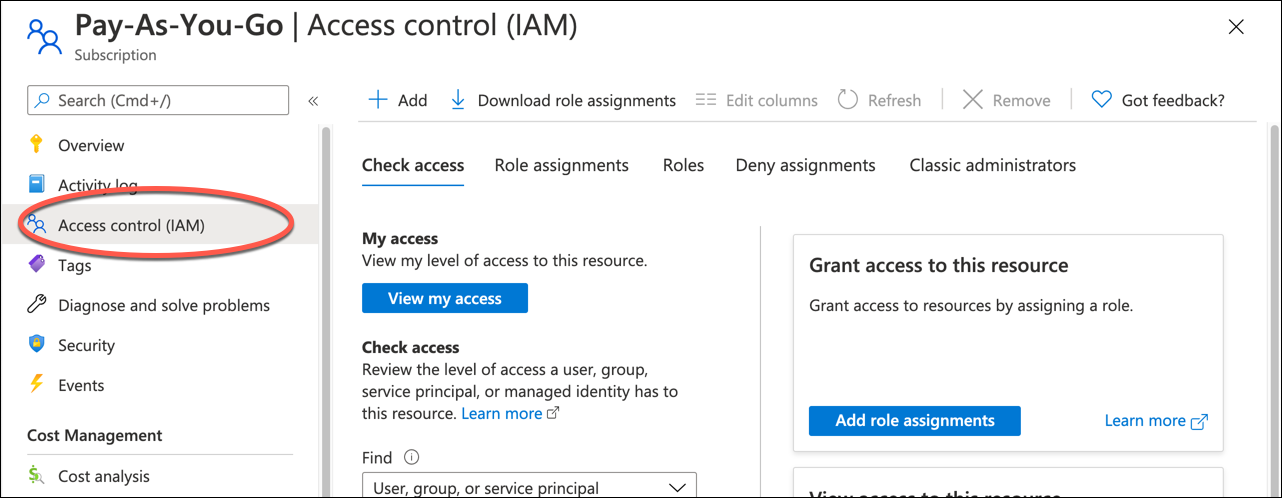 Pay-As-You-Go | Access control (IAM)
Subscription
Search (Cmd+/)
Overview
Activity log
Access control (IAM)
Tags
Diagnose and solve problems
Security
Events
Cost Management
Cost analysis
Add
Download role assignments
Edit columns
Refresh
Remove
Got feedback?
Check access
Role assignments
Roles
Deny assignments
Classic administrators
My access
View my level of access to this resource.
View my access
Check access
Review the level of access a user, group,
service principal, or managed identity has to
this resource. Learn more
Find
User, group, or service principal
Grant access to this resource
Grant access to resources by assigning a role.
Add role assignments
Learn more
View access to this resource